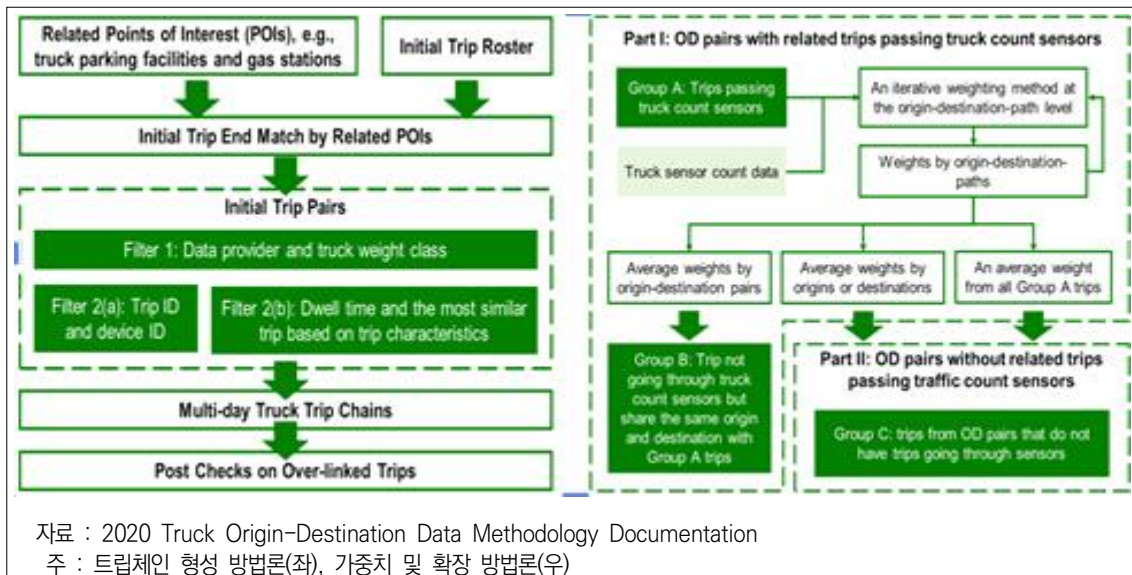 Related Points of Interest (POIs), e.g.,
truck parking facilities and gas stations
Initial Trip Roster
Initial Trip End Match by Related POIs
Initial Trip Pairs
Filter 1: Data provider and truck weight class
Filter 2(a): Trip ID
and device ID
Filter 2(b): Dwell time and the most similar
trip based on trip characteristics
Multi-day Truck Trip Chains
Post Checks on Over-linked Trips
Part I: OD pairs with related trips passing truck count sensors
Group A: Trips passing
truck count sensors
An iterative weighting method at
the origin-destination-path level
Truck sensor count data
Weights by origin-destination-
paths
Average weights by
origin-destination pairs
Average weights by
origins or destinations
An average weight
from all Group A trips
Group B: Trip not
going through truck
count sensors but
share the same origin
and destination with
Group A trips
Part II: OD pairs without related trips
passing traffic count sensors
Group C: trips from OD pairs that do not
have trips going through sensors
자료 : 2020 Truck Origin-Destination Data Methodology Documentation
주 : 트립체인 형성 방법론(좌), 가중치 및 확장 방법론(우)